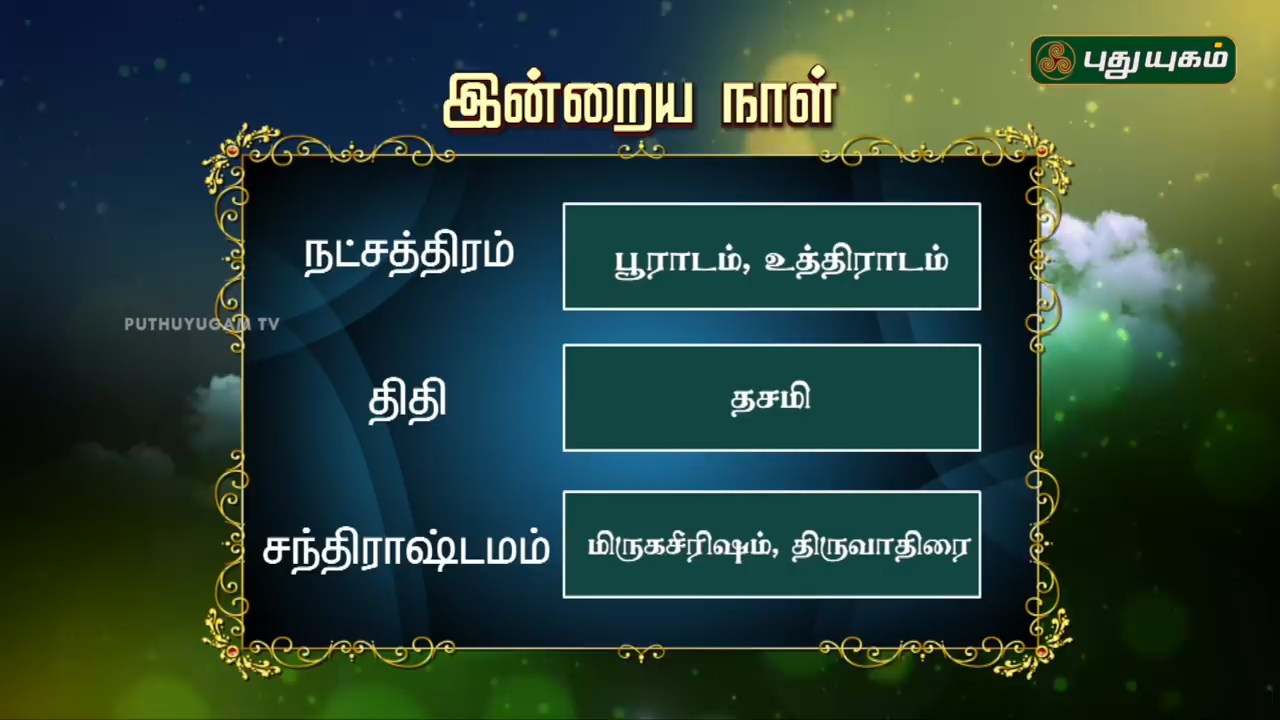 புதுயுகம்
இன்றைய நாள்
நட்சத்திரம் பூராடம், உத்திராடம்
PUTHUYUGAM TV
திதி தசமி
சந்திராஷ்டமம் மிருகசீரிஷம், திருவாதிரை